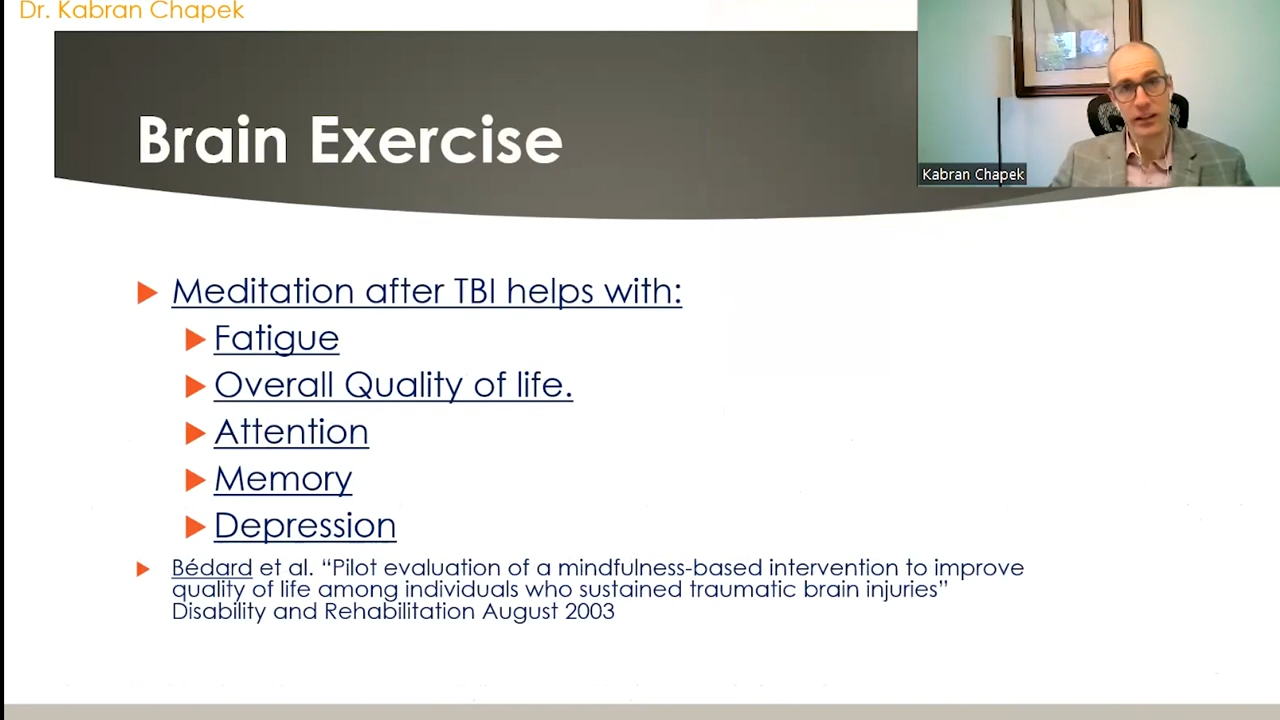 Dr. Kabran Chapek
Brain Exercise
Kabran Chapek
Meditation after TBI helps with:
Fatigue
Overall Quality of life.
Attention
Memory
Depression
Bédard et al. “Pilot evaluation of a mindfulness-based intervention to improve
quality of life among individuals who sustained traumatic brain injuries”
Disability and Rehabilitation August 2003